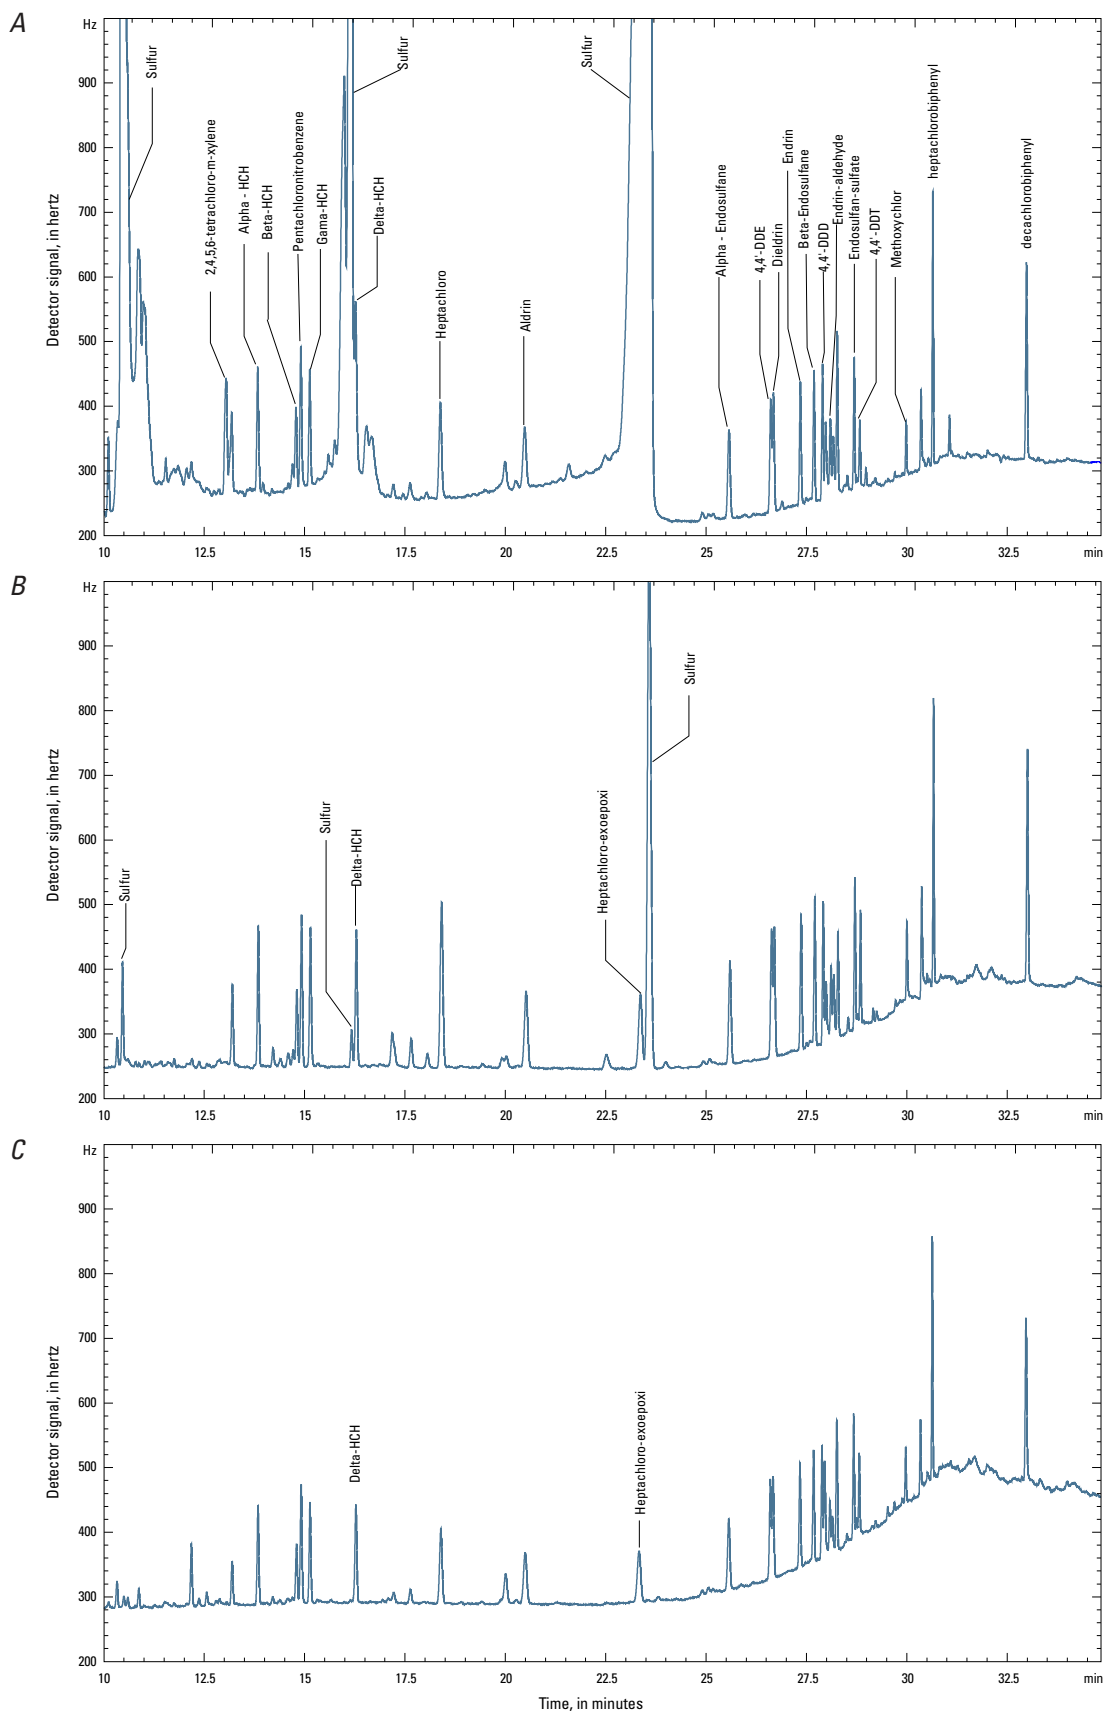 A
Hz
900
800
700
600
500
400
300
200
Detector signal, in hertz
Sulfur
2,4,5,6-tetrachloro-m-xylene
Alpha - HCH
Beta-HCH
Pentachloronitrobenzene
Gama-HCH
Sulfur
Delta-HCH
Heptachloro
Aldrin
Sulfur
Alpha - Endosulfane
4,4'-DDE
Dieldrin
Endrin
Beta-Endosulfane
4,4'-DDD
Endrin-aldehyde
Endosulfan-sulfate
4,4'-DDT
Methoxychlor
heptachlorobiphenyl
decachlorobiphenyl
10 12.5 15 17.5 20 22.5 25 27.5 30 32.5 min
B
Hz
900
800
700
600
500
400
300
200
Detector signal, in hertz
Sulfur
Sulfur
Delta-HCH
Heptachloro-exoepoxi
Sulfur
10 12.5 15 17.5 20 22.5 25 27.5 30 32.5 min
C
Hz
900
800
700
600
500
400
300
200
Detector signal, in hertz
Delta-HCH
Heptachloro-exoepoxi
10 12.5 15 17.5 20 22.5 25 27.5 30 32.5 min
Time, in minutes